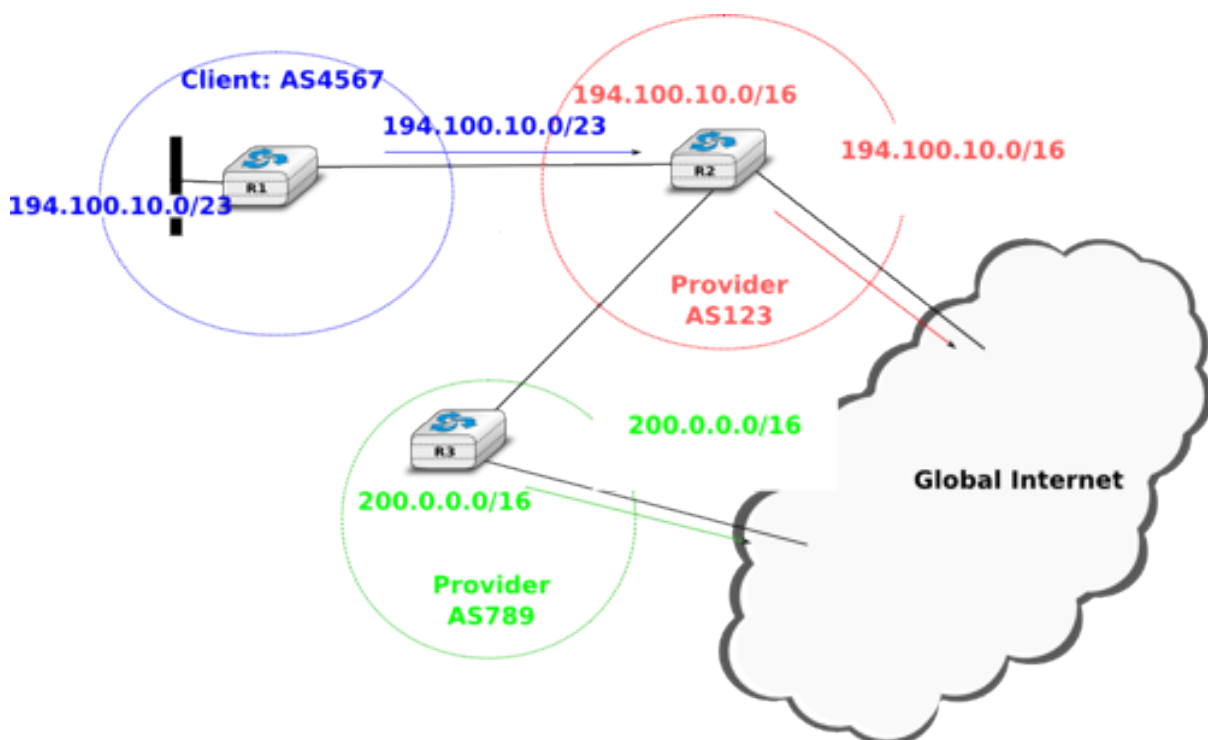 Client: AS4567
194.100.10.0/23
R1
194.100.10.0/23
194.100.10.0/16
R2
194.100.10.0/16
Provider
AS123
R3
200.0.0.0/16
200.0.0.0/16
Provider
AS789
Global Internet